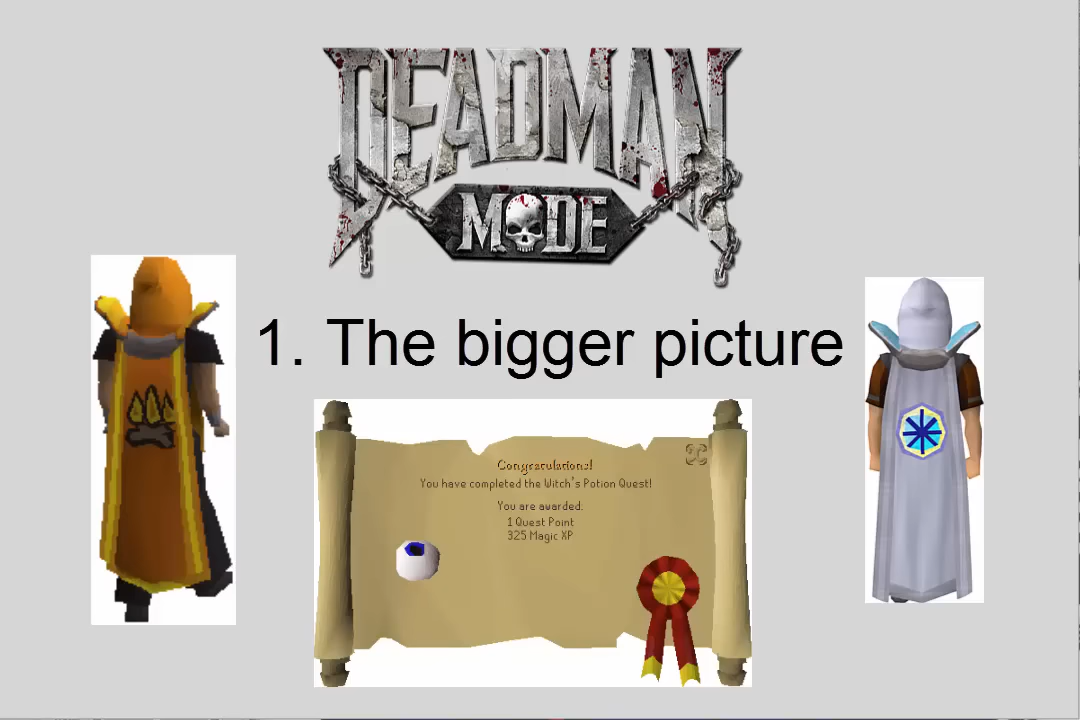 DEADMAN
MODE
1. The bigger picture
Congratulations!
You have completed the Witch's Potion Quest!
You are awarded:
1 Quest Point
325 Magic XP